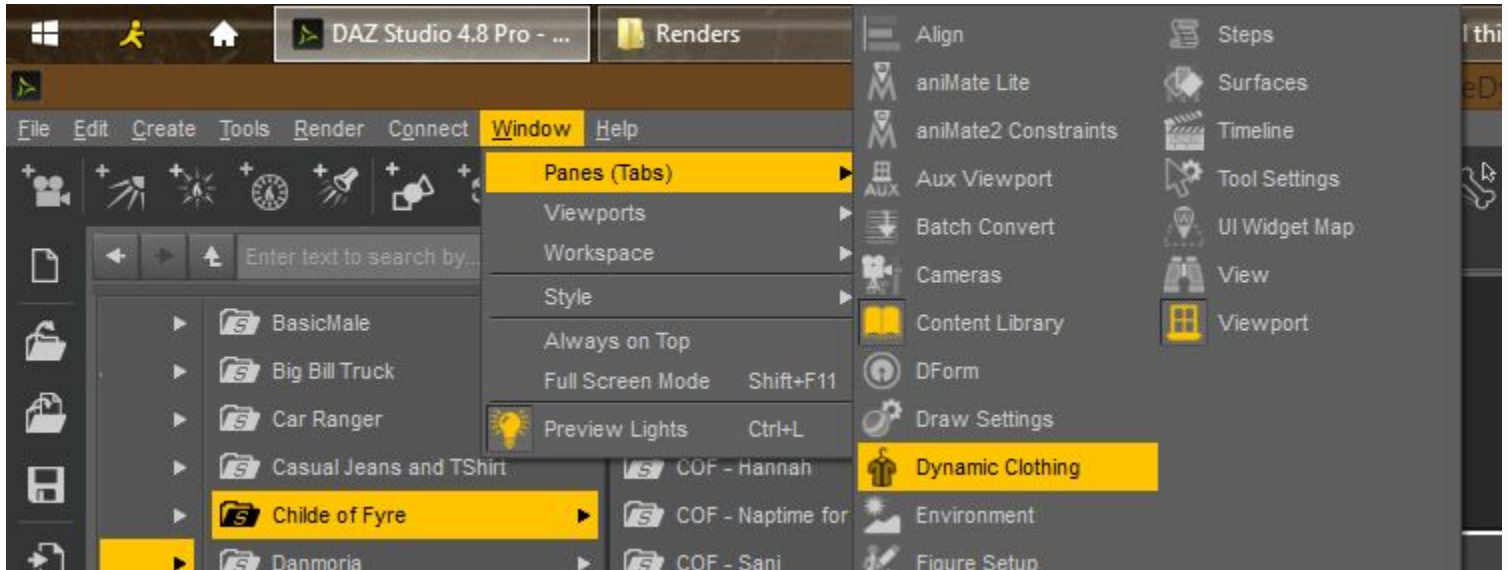 DAZ Studio 4.8 Pro - ...
Renders
File Edit Create Tools Render Connect Window Help
Enter text to search by...
BasicMale
Big Bill Truck
Car Ranger
Casual Jeans and TShirt
Childe of Fyre
Danmoria
Panes (Tabs)
Viewports
Workspace
Style
Always on Top
Full Screen Mode Shift+F11
Preview Lights Ctrl+L
COF - Hannah
COF - Naptime for
COF - Sani
Align
aniMate Lite
aniMate2 Constraints
AUX
Aux Viewport
Batch Convert
Cameras
Content Library
DForm
Draw Settings
Dynamic Clothing
Environment
Figure Setup
Steps
Surfaces
Timeline
Tool Settings
UI Widget Map
View
Viewport